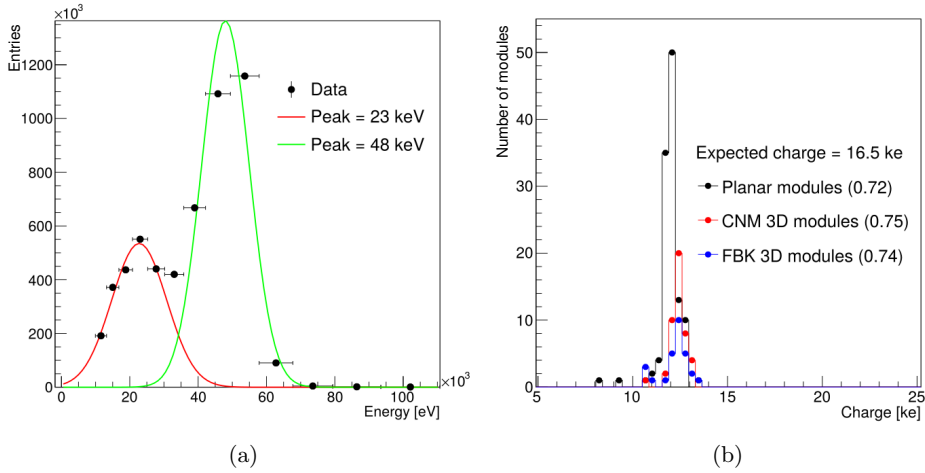 ×10³
Entries
1200
1000
800
600
400
200
0
Data
Peak = 23 keV
Peak = 48 keV
0 20 40 60 80 100
×10³
Energy [eV]
(a)
Number of modules
50
40
30
20
10
0
Expected charge = 16.5 ke
Planar modules (0.72)
CNM 3D modules (0.75)
FBK 3D modules (0.74)
5 10 15 20 25
Charge [ke]
(b)